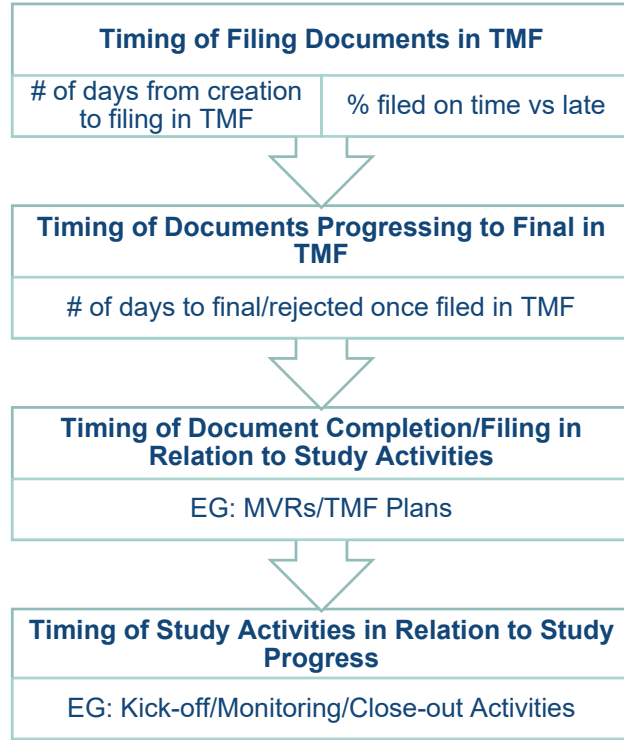 Timing of Filing Documents in TMF
# of days from creation
to filing in TMF
% filed on time vs late
Timing of Documents Progressing to Final in
TMF
# of days to final/rejected once filed in TMF
Timing of Document Completion/Filing in
Relation to Study Activities
EG: MVRs/TMF Plans
Timing of Study Activities in Relation to Study
Progress
EG: Kick-off/Monitoring/Close-out Activities